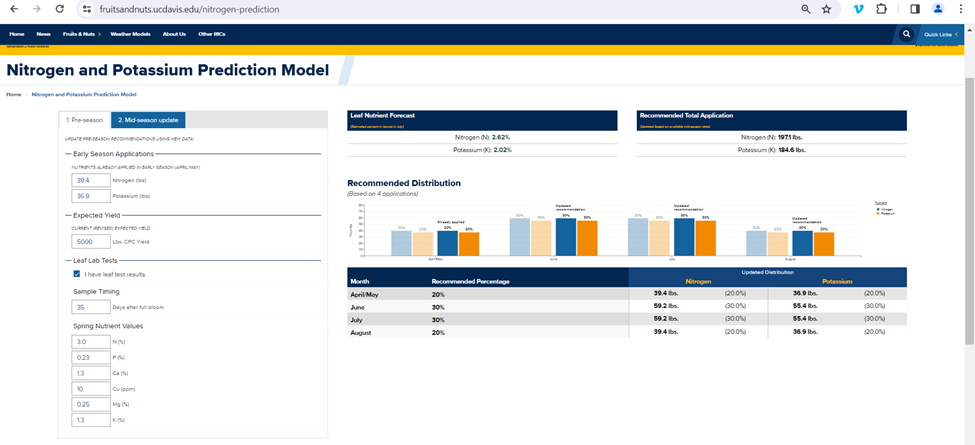 fruitsandnuts.ucdavis.edu/nitrogen-prediction
Home News Fruits & Nuts > Weather Models About Us Other RICs Quick Links <
Nitrogen and Potassium Prediction Model
Home Nitrogen and Potassium Prediction Model
1. Pre-season 2. Mid-season update
UPDATE PRE-SEASON RECOMMENDATIONS USING NEW DATA.
Early Season Applications
NUTRIENTS ALREADY APPLIED IN EARLY SEASON (APRIL/MAY)
39.4 Nitrogen (lbs)
36.9 Potassium (lbs)
Expected Yield
CURRENT (REVISED) EXPECTED YIELD
5000 Lbs. CPC Yield
Leaf Lab Tests
I have leaf test results
Sample Timing
35 Days after full bloom
Spring Nutrient Values
3.0 N (%)
0.23 P (%)
1.3 Ca (%)
10 Cu (ppm)
0.25 Mg (%)
1.3 K (%)
Leaf Nutrient Forecast
(Estimated percent in leaves in July)
Nitrogen (N): 2.62%
Potassium (K): 2.02%
Recommended Total Application
(Updated based on available mid-season data)
Nitrogen (N): 197.1 lbs.
Potassium (K): 184.6 lbs.
Recommended Distribution
(Based on 4 applications)
Pounds
80
70
60
50
40
30
20
10
0
Already applied
20% 20% 20% 20%
April/May
Updated recommendation
30% 30% 30% 30%
June
Updated recommendation
30% 30% 30% 30%
July
Updated recommendation
20% 20% 20% 20%
August
Nutrient
Nitrogen
Potassium
Updated Distribution
Month Recommended Percentage Nitrogen Potassium
April/May 20% 39.4 lbs. (20.0%) 36.9 lbs. (20.0%)
June 30% 59.2 lbs. (30.0%) 55.4 lbs. (30.0%)
July 30% 59.2 lbs. (30.0%) 55.4 lbs. (30.0%)
August 20% 39.4 lbs. (20.0%) 36.9 lbs. (20.0%)